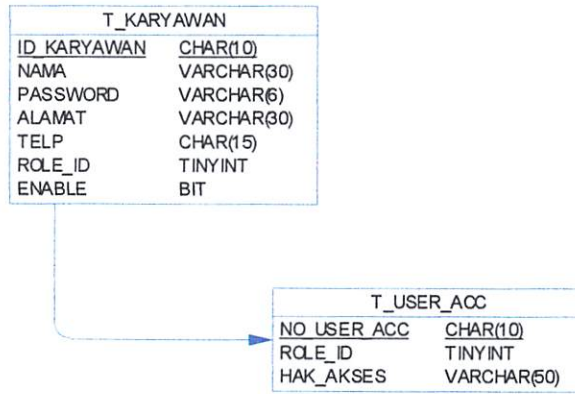 T_KARYAWAN
ID_KARYAWAN CHAR(10)
NAMA VARCHAR(30)
PASSWORD VARCHAR(6)
ALAMAT VARCHAR(30)
TELP CHAR(15)
ROLE_ID TINYINT
ENABLE BIT
T_USER_ACC
NO_USER_ACC CHAR(10)
ROLE_ID TINYINT
HAK_AKSES VARCHAR(50)